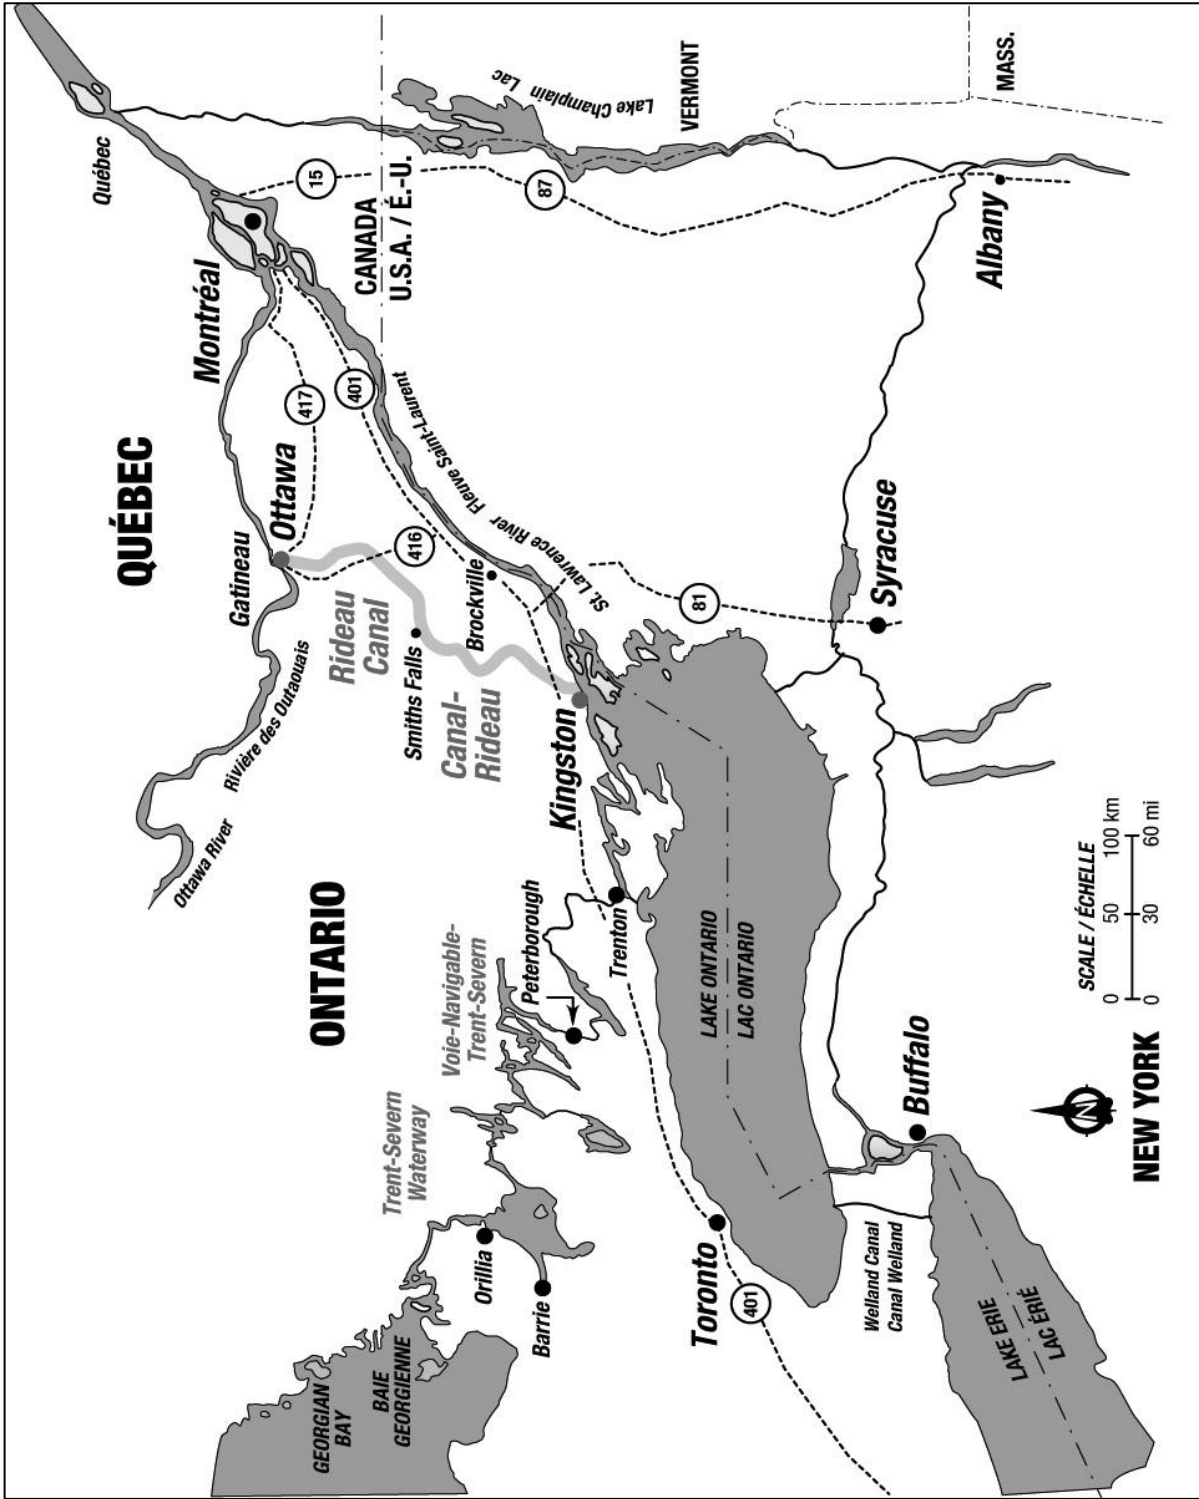 QUÉBEC
ONTARIO
Québec
Montréal
15
CANADA
U.S.A. / É.-U.
Lac
Lake Champlain
VERMONT
MASS.
87
Albany
417
401
Ottawa
Gatineau
416
Fleuve Saint-Laurent
St. Lawrence River
Rivière des Outaouais
Ottawa River
Rideau
Canal
Smiths Falls
Brockville
Canal-
Rideau
Kingston
81
Syracuse
Voie-Navigable-
Trent-Severn
Peterborough
Trenton
Trent-Severn
Waterway
LAKE ONTARIO
LAC ONTARIO
SCALE / ÉCHELLE
0 50 100 km
0 30 60 mi
N
NEW YORK
Buffalo
Orillia
Barrie
Toronto
401
Welland Canal
Canal Welland
GEORGIAN
BAY
BAIE
GEORGIENNE
LAKE ERIE
LAC ÉRIÉ